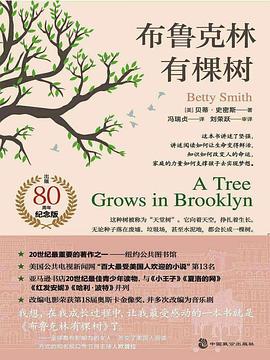 布鲁克林
有棵树
Betty Smith
[美] 贝蒂·史密斯 著
冯瑞贞 译 刘荣跃 审译
这本书讲述了坚强，
讲述阅读如何让生命变得鲜活，
知识如何改变人的命运，
家庭的力量如何支撑孩子去实现梦想。
出版
80
周年
纪念版
A Tree
Grows in Brooklyn
这种树被称为“天堂树”。它向着天空，挣扎着生长。
无论种子落在废墟、垃圾场，甚至水泥地，都会长成一棵树。
20世纪最重要的著作之一——纽约公共图书馆
美国公共电视新闻网“百大最受美国人欢迎的小说”第13名
亚马逊书店20世纪最佳青少年读物，与《小王子》《夏洛的网》
《红发安妮》《哈利·波特》并列
改编电影荣获第18届奥斯卡金像奖，并多次改编为音乐剧
我想，在我成长过程中，让我最受感动的一本书就是
《布鲁克林有棵树》了。
中国致公出版社